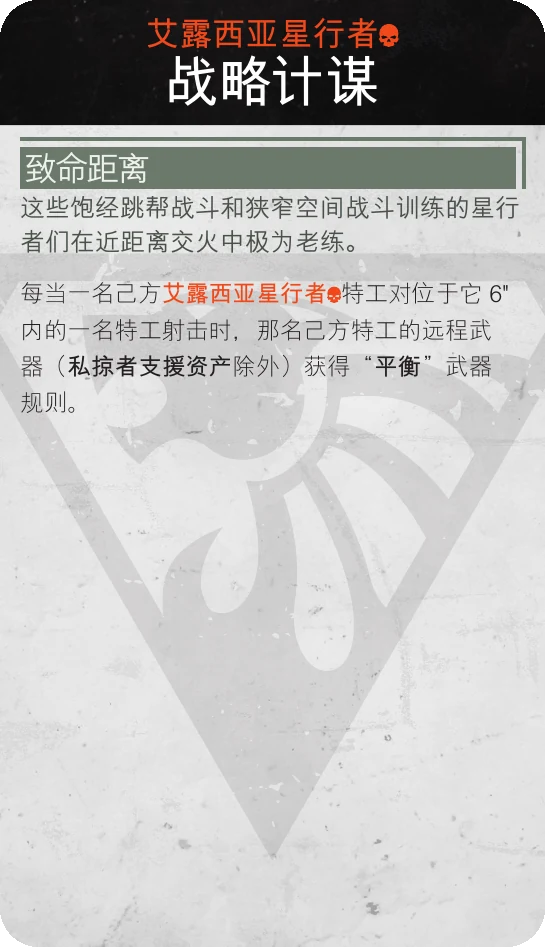 艾露西亚星行者
战略计谋
致命距离
这些饱经跳帮战斗和狭窄空间战斗训练的星行
者们在近距离交火中极为老练。
每当一名己方艾露西亚星行者特工对位于它 6"
内的一名特工射击时，那名己方特工的远程武
器（私掠者支援资产除外）获得“平衡”武器
规则。